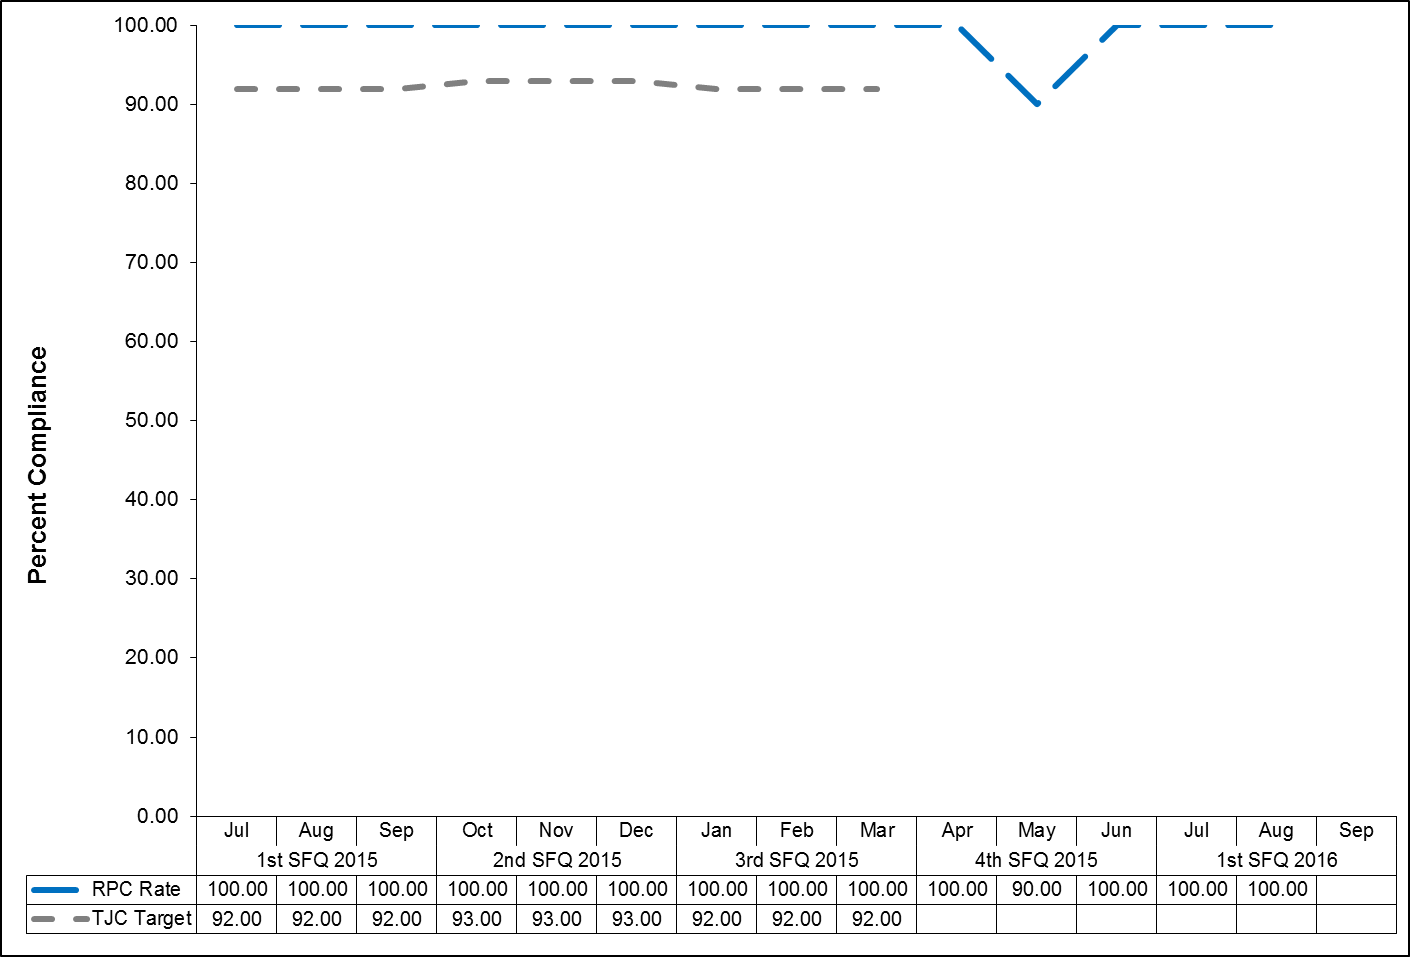 100.00
90.00
80.00
70.00
60.00
50.00
40.00
30.00
20.00
10.00
0.00
Percent Compliance
Jul Aug Sep Oct Nov Dec Jan Feb Mar Apr May Jun Jul Aug Sep
1st SFQ 2015 2nd SFQ 2015 3rd SFQ 2015 4th SFQ 2015 1st SFQ 2016
RPC Rate 100.00 100.00 100.00 100.00 100.00 100.00 100.00 100.00 100.00 100.00 90.00 100.00 100.00 100.00
TJC Target 92.00 92.00 92.00 93.00 93.00 93.00 92.00 92.00 92.00